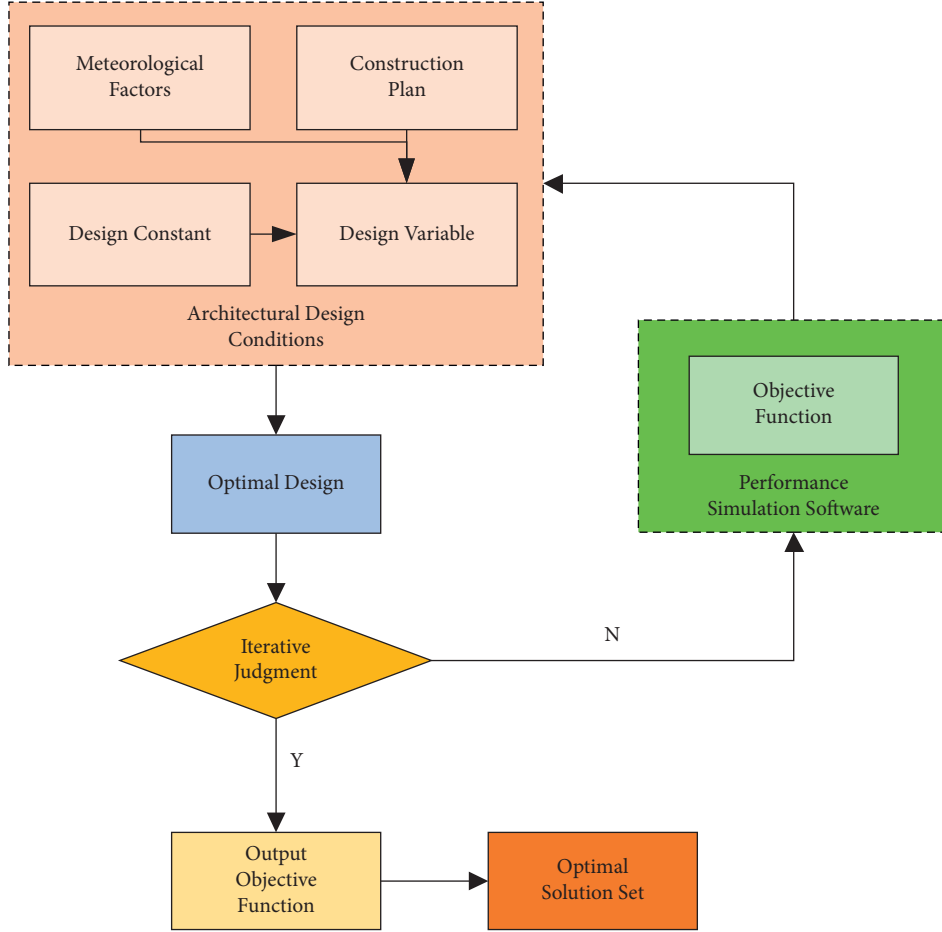 Meteorological
Factors
Construction
Plan
Design Constant
Design Variable
Architectural Design
Conditions
Objective
Function
Performance
Simulation Software
Optimal Design
Iterative
Judgment
N
Y
Output
Objective
Function
Optimal
Solution Set